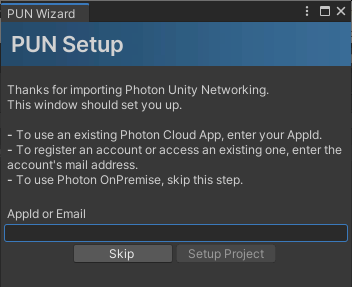 PUN Wizard
PUN Setup
Thanks for importing Photon Unity Networking.
This window should set you up.
- To use an existing Photon Cloud App, enter your AppId.
- To register an account or access an existing one, enter the
account's mail address.
- To use Photon OnPremise, skip this step.
AppId or Email
Skip Setup Project